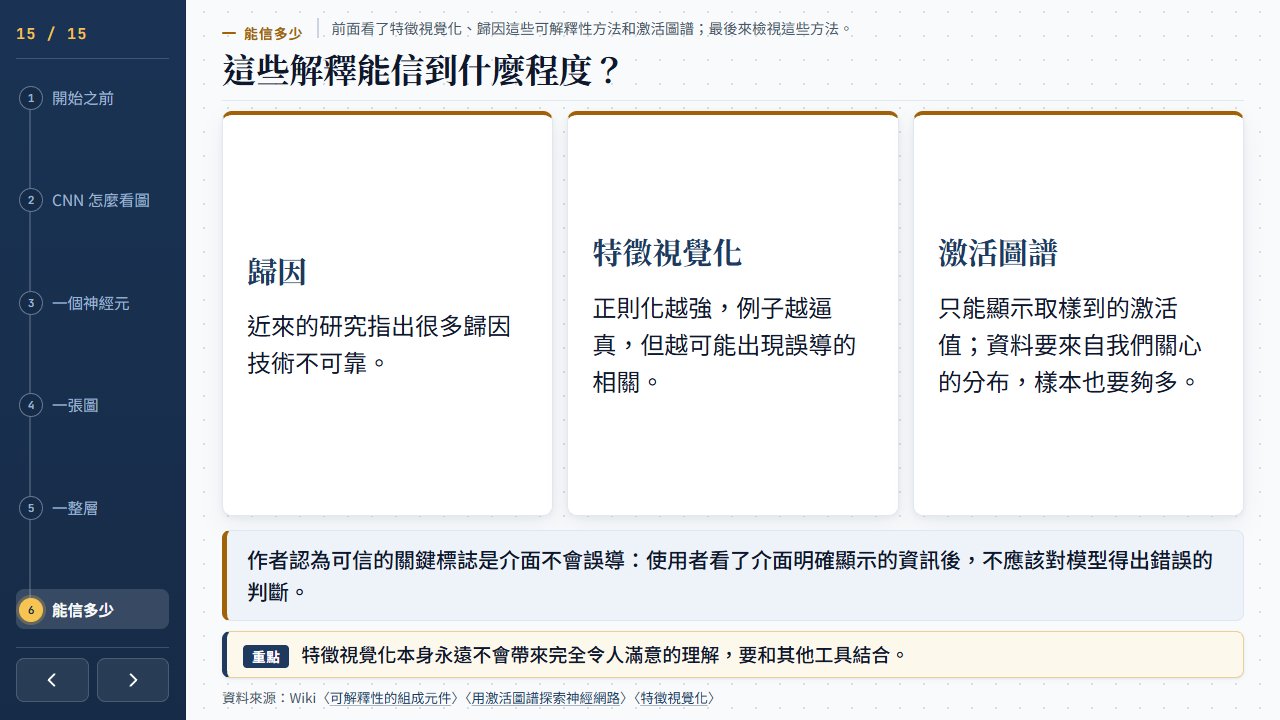 15 / 15
1 開始之前
2 CNN 怎麼看圖
3 一個神經元
4 一張圖
5 一整層
6 能信多少
能信多少
前面看了特徵視覺化、歸因這些可解釋性方法和激活圖譜；最後來檢視這些方法。
這些解釋能信到什麼程度？
歸因
近來的研究指出很多歸因
技術不可靠。
特徵視覺化
正則化越強，例子越逼
真，但越可能出現誤導的
相關。
激活圖譜
只能顯示取樣到的激活
值；資料要來自我們關心
的分布，樣本也要夠多。
作者認為可信的關鍵標誌是介面不會誤導：使用者看了介面明確顯示的資訊後，不應該對模型得出錯誤的
判斷。
重點 特徵視覺化本身永遠不會帶來完全令人滿意的理解，要和其他工具結合。
資料來源：Wiki〈可解釋性的組成元件〉〈用激活圖譜探索神經網路〉〈特徵視覺化〉